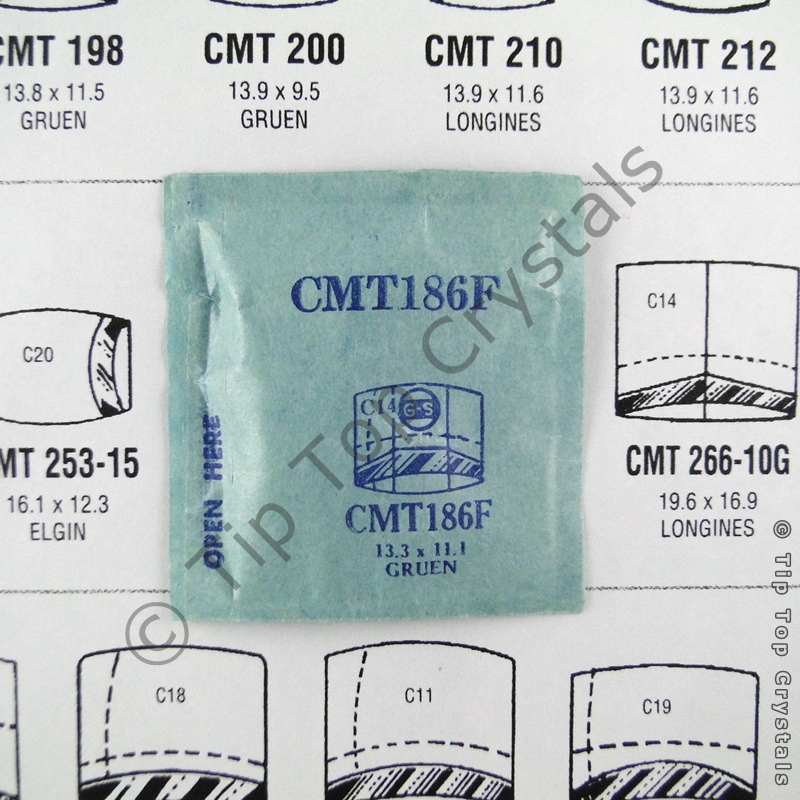 CMT 198
13.8 x 11.5
GRUEN
CMT 200
13.9 x 9.5
GRUEN
CMT 210
13.9 x 11.6
LONGINES
CMT 212
13.9 x 11.6
LONGINES
C20
MT 253-15
16.1 x 12.3
ELGIN
CMT186F
OPEN HERE
C14
G-S
CMT186F
13.3 x 11.1
GRUEN
C14
CMT 266-10G
19.6 x 16.9
LONGINES
C18
C11
C19
© Tip Top Crystals
© Tip Top Crystals